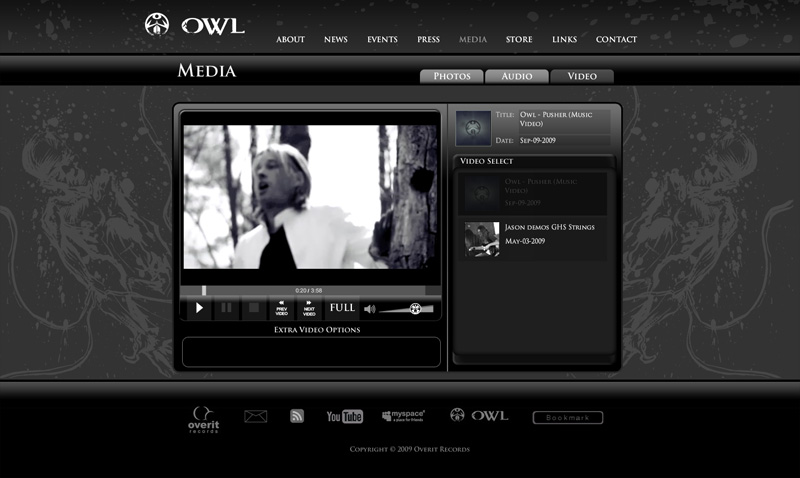 OWL
ABOUT NEWS EVENTS PRESS MEDIA STORE LINKS CONTACT
Media
Photos Audio Video
Title: Owl - Pusher (Music
Video)
Date: Sep-09-2009
Video Select
Owl - Pusher (Music
Video)
Sep-09-2009
Jason demos GHS Strings
May-03-2009
0:20 / 3:58
PREV
VIDEO
NEXT
VIDEO
FULL
Extra Video Options
overit
records
YouTube
myspace
a place for friends
OWL
Bookmark
Copyright © 2009 Overit Records